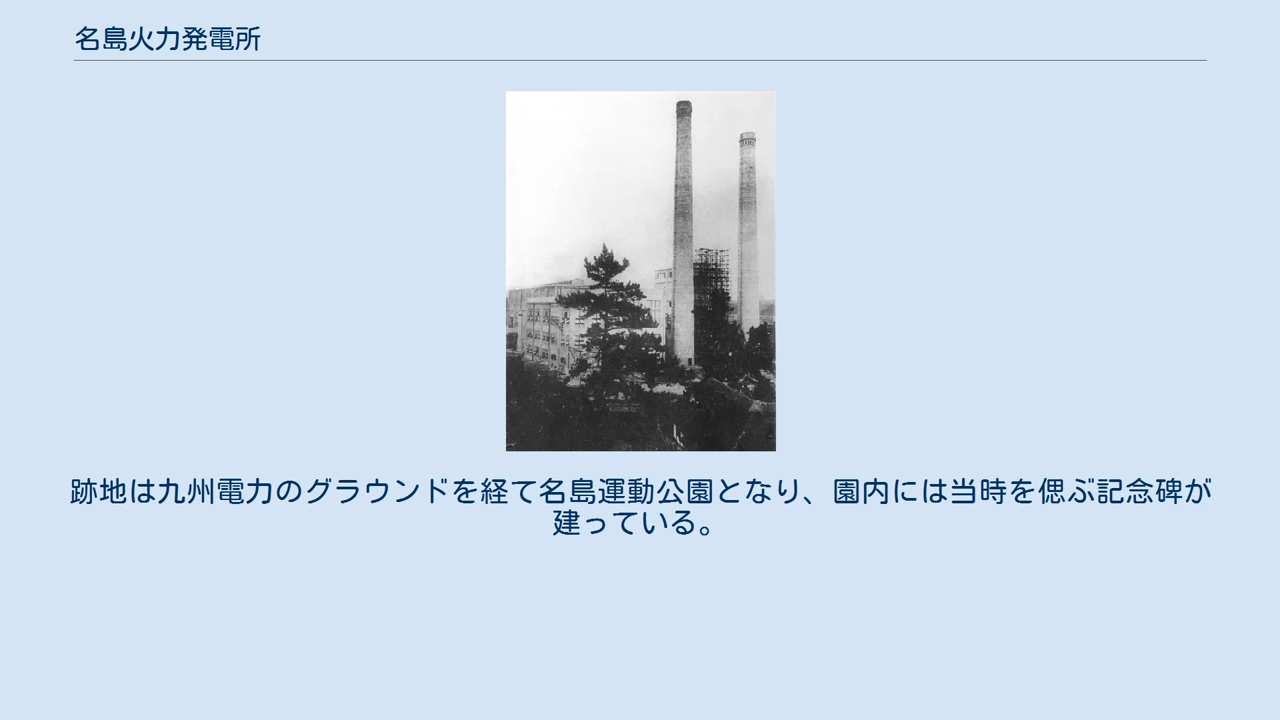 名島火力発電所
跡地は九州電力のグラウンドを経て名島運動公園となり、園内には当時を偲ぶ記念碑が
建っている。